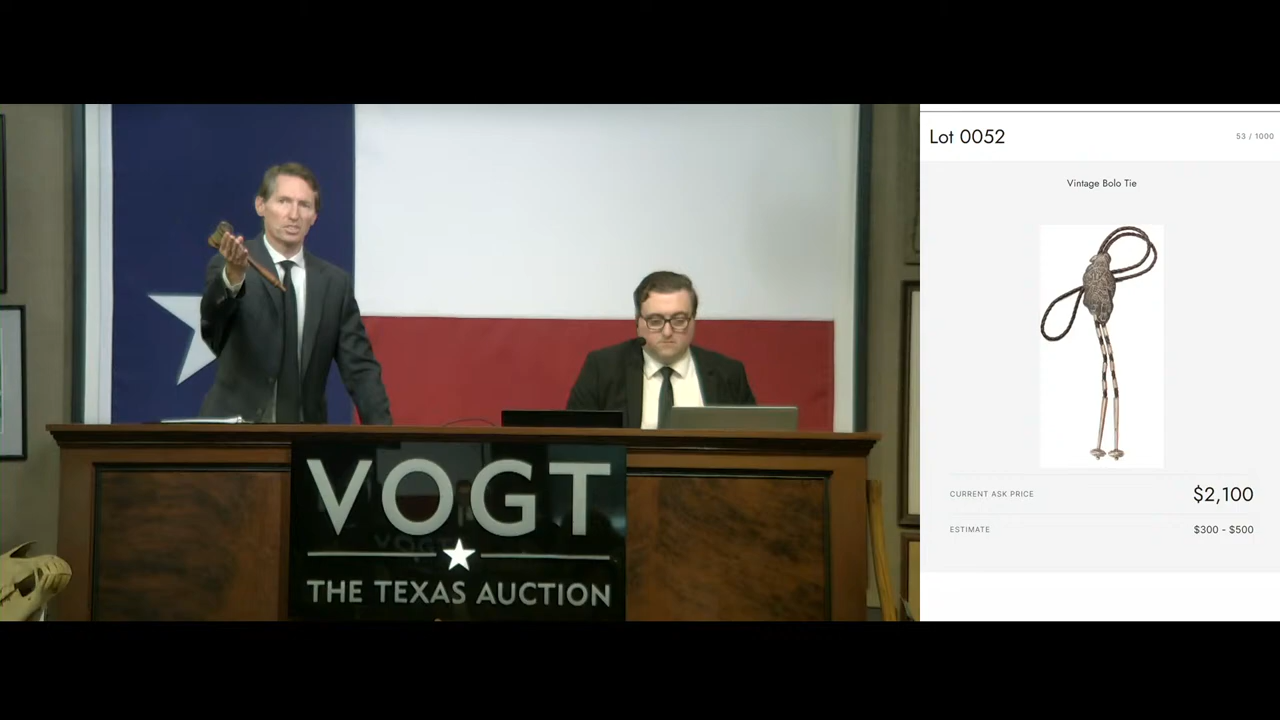 Lot 0052
53 / 1000
Vintage Bolo Tie
CURRENT ASK PRICE
$2,100
ESTIMATE
$300 - $500
VOGT
THE TEXAS AUCTION